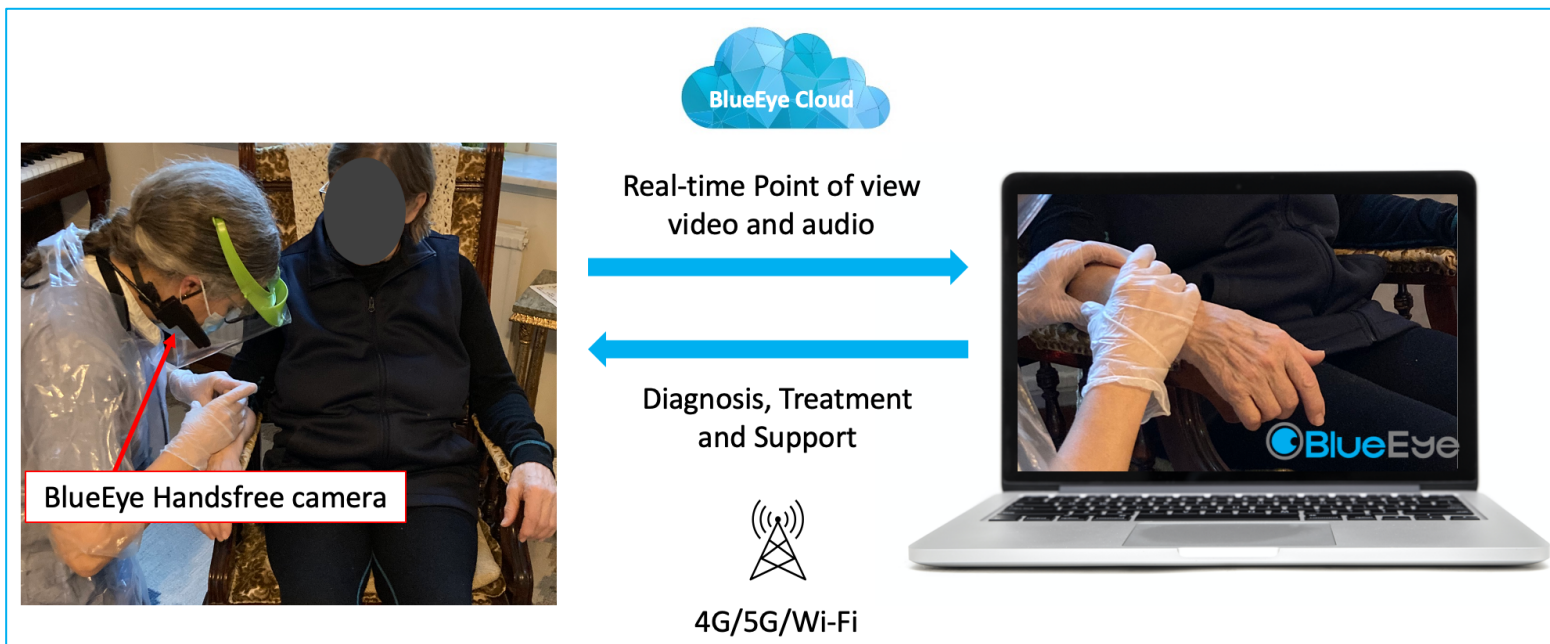 BlueEye Cloud
Real-time Point of view
video and audio
Diagnosis, Treatment
and Support
BlueEye
BlueEye Handsfree camera
4G/5G/Wi-Fi